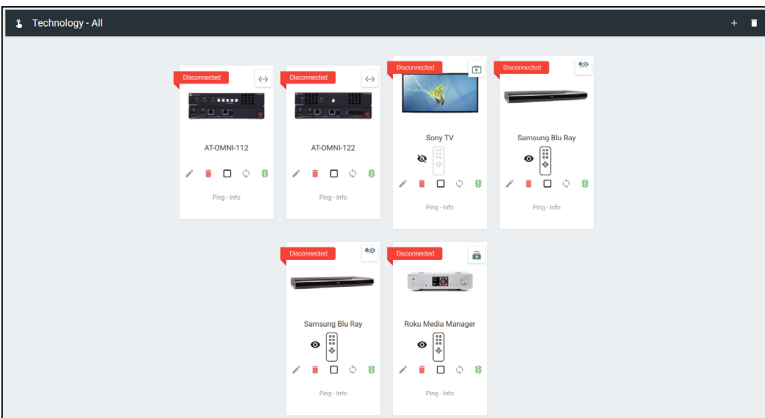 Technology - All
Disconnected
AT-OMNI-112
Ping - Info
Disconnected
AT-OMNI-122
Ping - Info
Disconnected
Sony TV
Ping - Info
Disconnected
Samsung Blu Ray
Ping - Info
Disconnected
Samsung Blu Ray
Ping - Info
Disconnected
Roku Media Manager
Ping - Info